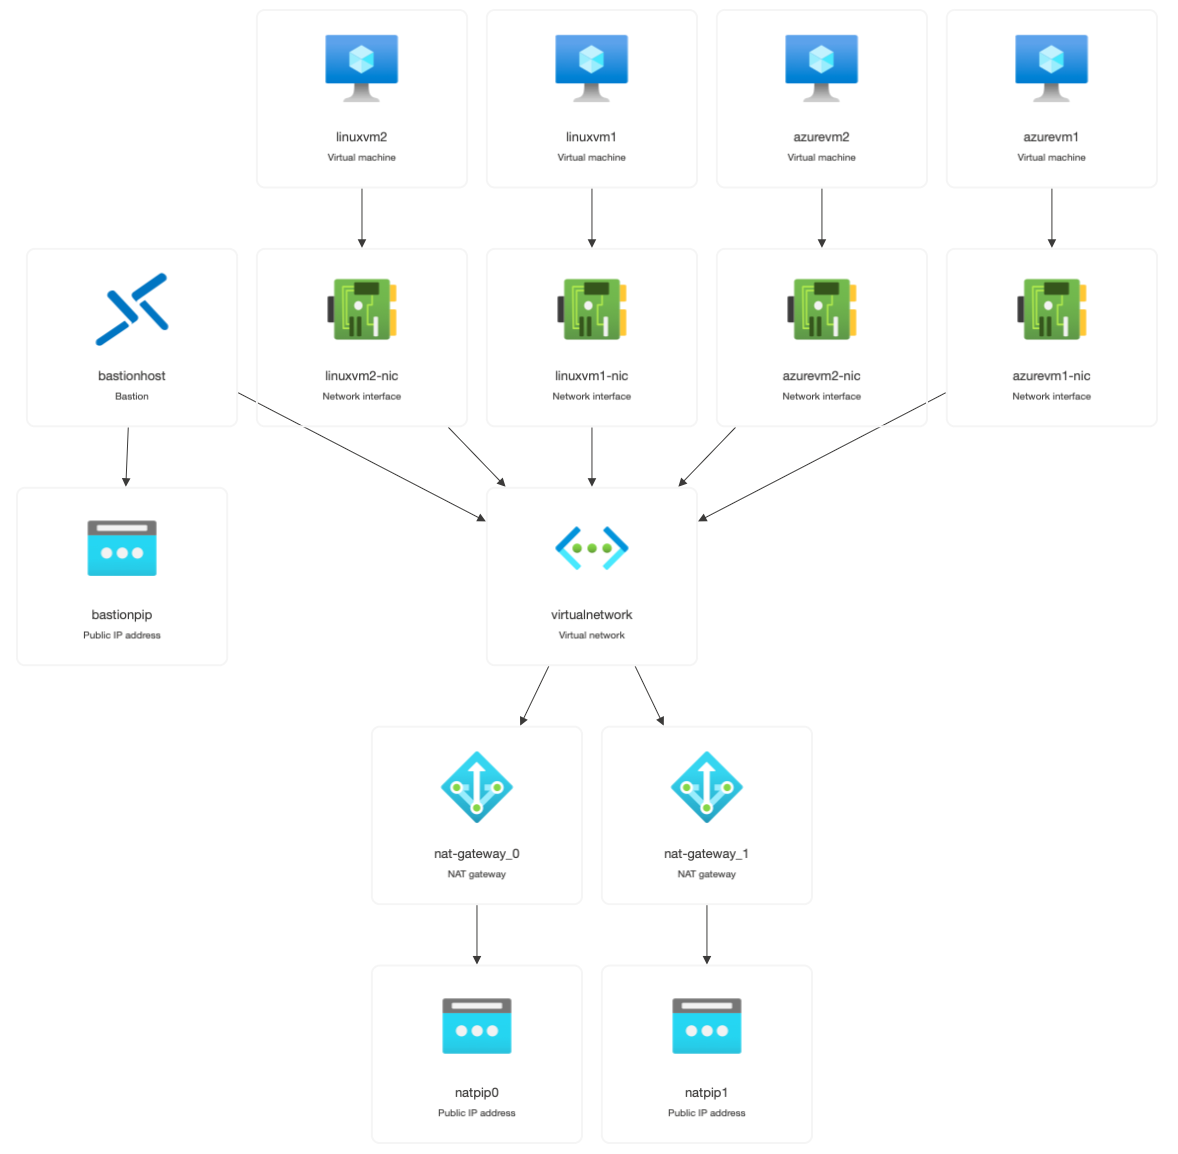 linuxvm2
Virtual machine
linuxvm1
Virtual machine
azurevm2
Virtual machine
azurevm1
Virtual machine
bastionhost
Bastion
linuxvm2-nic
Network interface
linuxvm1-nic
Network interface
azurevm2-nic
Network interface
azurevm1-nic
Network interface
bastionpip
Public IP address
virtualnetwork
Virtual network
nat-gateway_0
NAT gateway
nat-gateway_1
NAT gateway
natpip0
Public IP address
natpip1
Public IP address